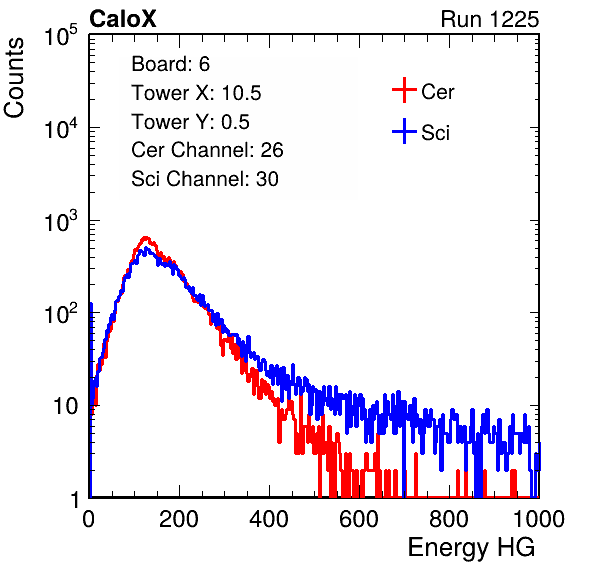 CaloX Run 1225
Counts
Board: 6
Tower X: 10.5
Tower Y: 0.5
Cer Channel: 26
Sci Channel: 30
Cer
Sci
10^5
10^4
10^3
10^2
10
1
0 200 400 600 800 1000
Energy HG